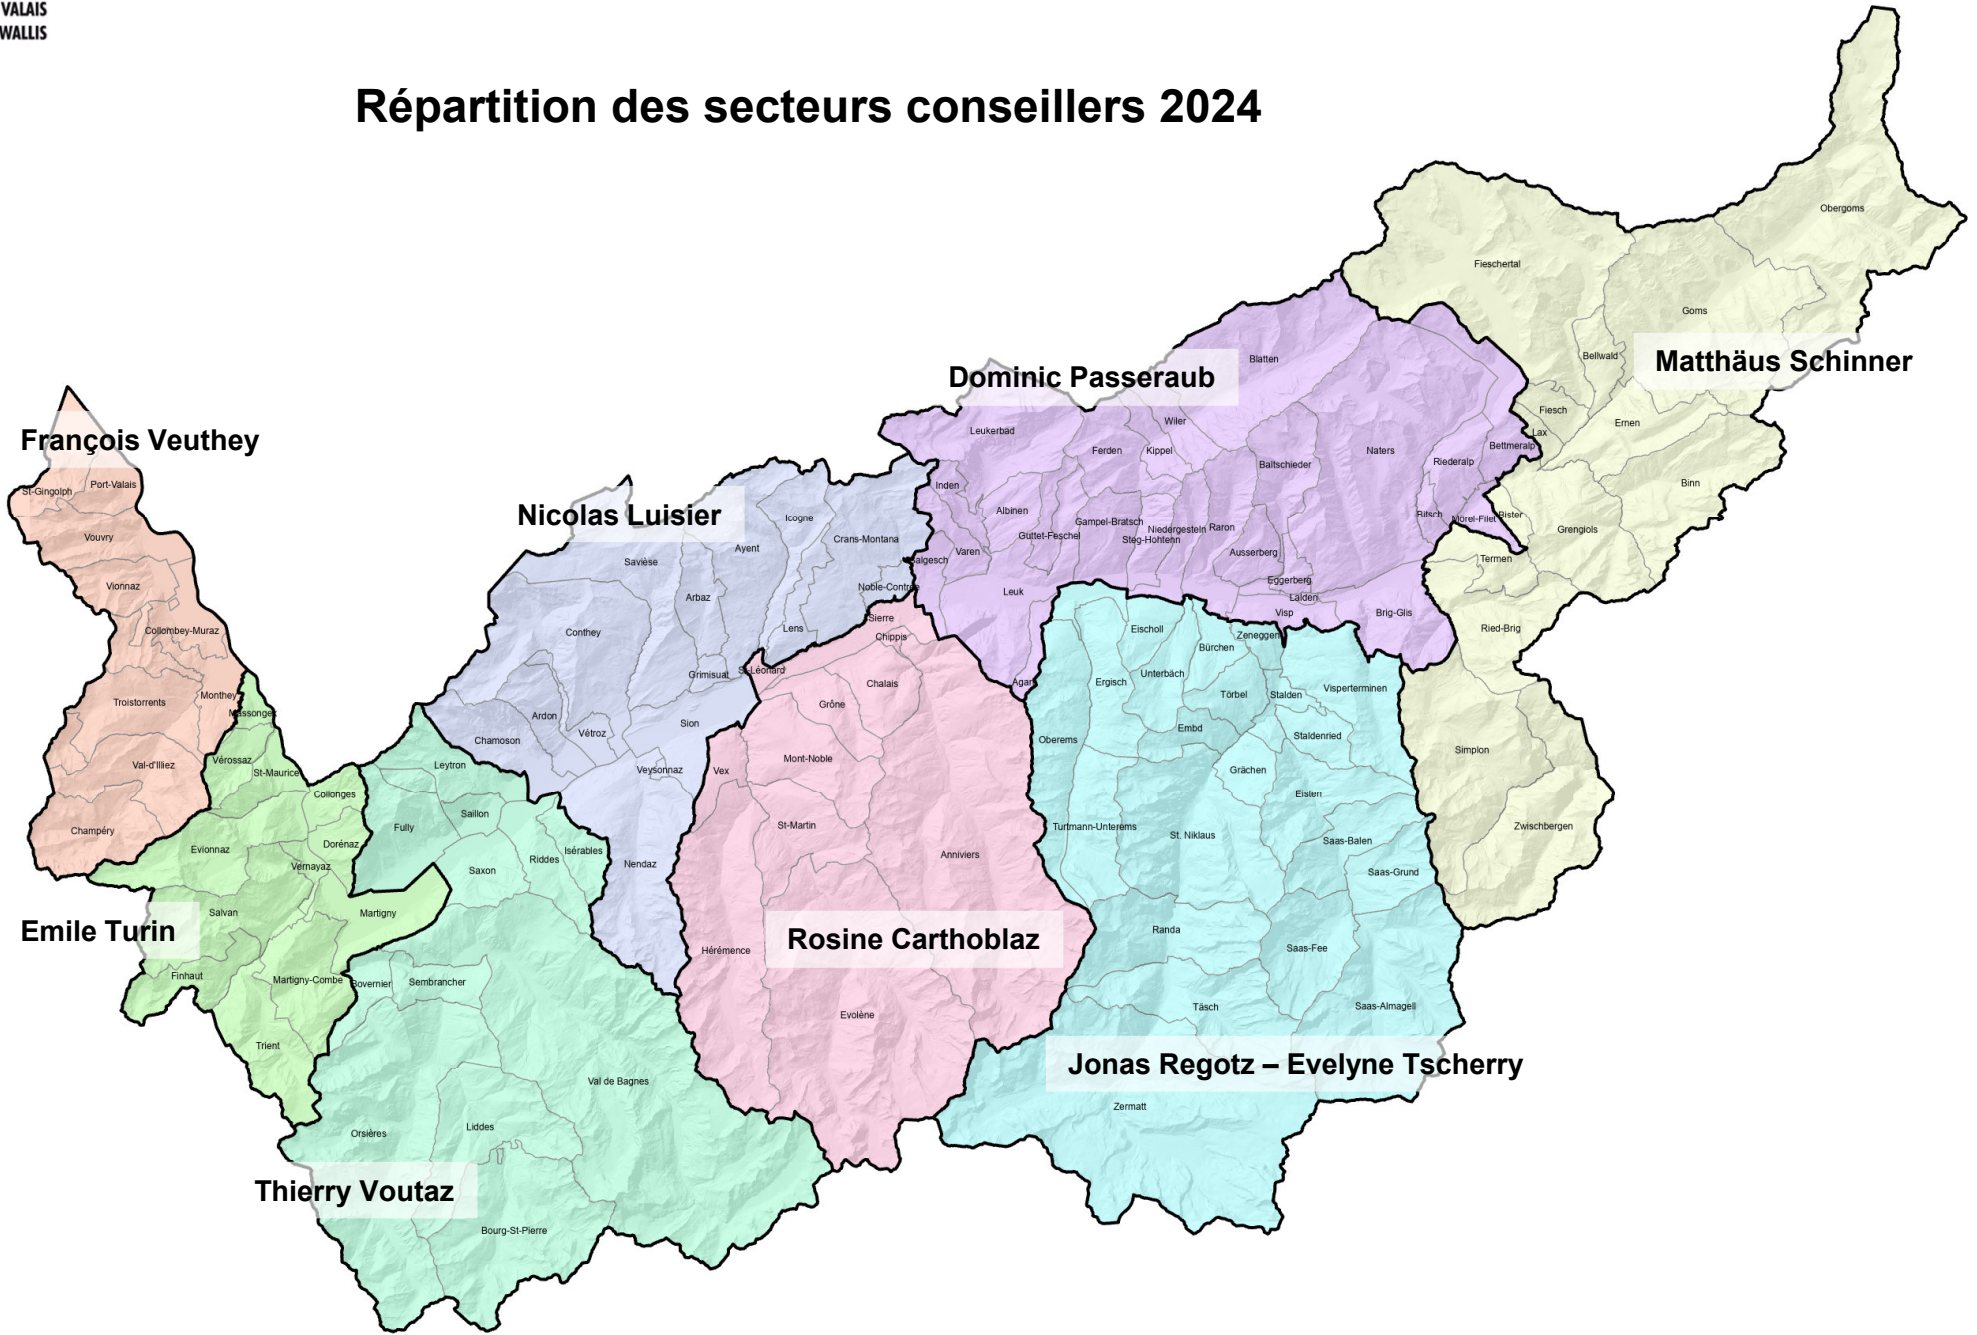 VALAIS
WALLIS
Répartition des secteurs conseillers 2024
Obergoms
Fieschertal
Goms
Bellwald
Matthäus Schinner
Fiesch
Lax
Ernen
Binn
Bister
Grengiols
Termen
Ried-Brig
Simplon
Zwischbergen
Dominic Passeraub
Blatten
Leukerbad
Wiler
Ferden
Kippel
Baltschieder
Naters
Riederalp
Bettmeralp
Inden
Albinen
Gampel-Bratsch
Guttet-Feschel
Niedergesteln
Steg-Hohtenn
Raron
Bitsch
Mörel-Filet
Varen
Salgesch
Ausserberg
Eggerberg
Lalden
Leuk
Visp
Brig-Glis
Agarn
François Veuthey
St-Gingolph
Port-Valais
Vouvry
Vionnaz
Collombey-Muraz
Troistorrents
Monthey
Val-d'Illiez
Champéry
Nicolas Luisier
Icogne
Crans-Montana
Ayent
Savièse
Arbaz
Noble-Contrée
Lens
Conthey
Grimisuat
Ardon
Sion
Chamoson
Vétroz
Veysonnaz
Nendaz
Sierre
Chippis
St-Léonard
Chalais
Grône
Mont-Noble
Vex
St-Martin
Anniviers
Rosine Carthoblaz
Hérémence
Evolène
Eischoll
Zeneggen
Bürchen
Ergisch
Unterbäch
Törbel
Stalden
Visperterminen
Embd
Oberems
Staldenried
Grächen
Eisten
Turtmann-Unterems
St. Niklaus
Saas-Balen
Saas-Grund
Randa
Saas-Fee
Täsch
Saas-Almagell
Jonas Regotz – Evelyne Tscherry
Zermatt
Massongex
Vérossaz
St-Maurice
Collonges
Evionnaz
Dorénaz
Vernayaz
Salvan
Martigny
Emile Turin
Finhaut
Martigny-Combe
Trient
Leytron
Fully
Saillon
Isérables
Riddes
Saxon
Bovernier
Sembrancher
Val de Bagnes
Orsières
Liddes
Thierry Voutaz
Bourg-St-Pierre